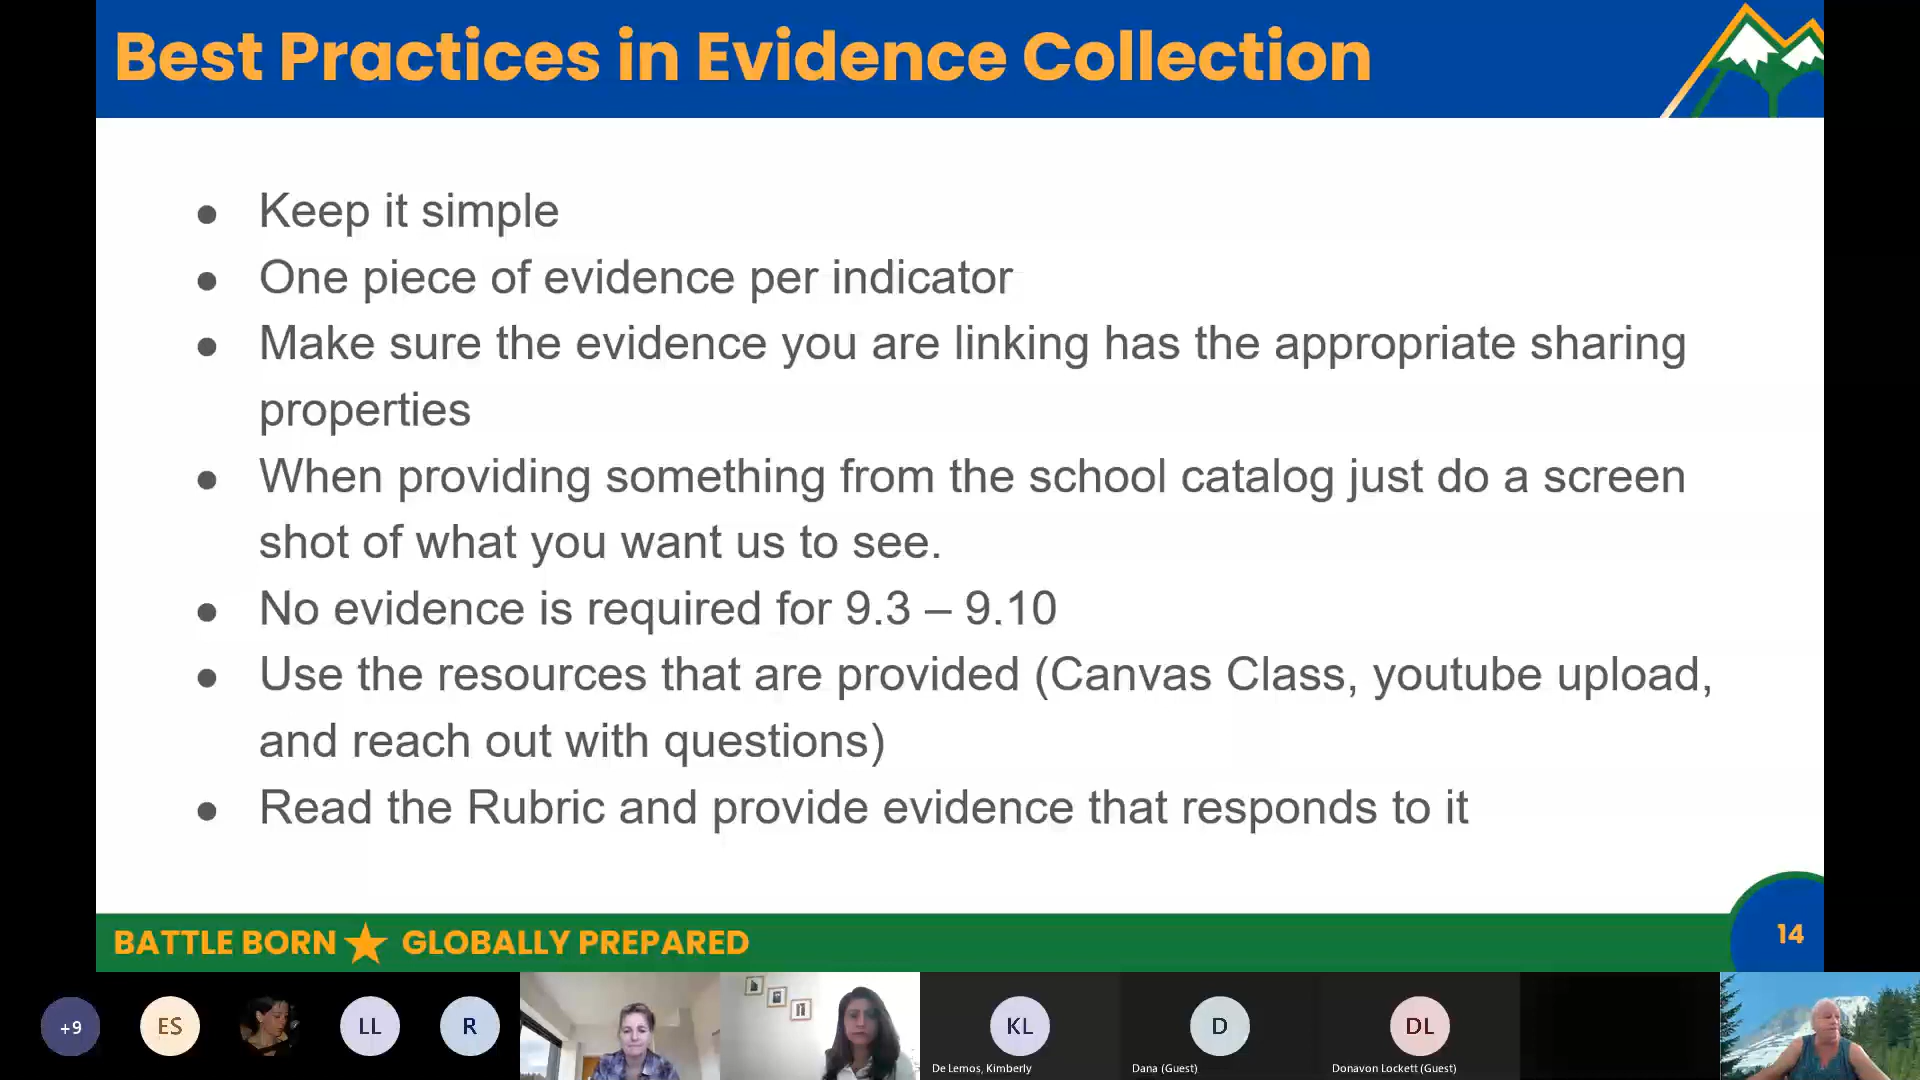 Best Practices in Evidence Collection
● Keep it simple
● One piece of evidence per indicator
● Make sure the evidence you are linking has the appropriate sharing
properties
● When providing something from the school catalog just do a screen
shot of what you want us to see.
● No evidence is required for 9.3 – 9.10
● Use the resources that are provided (Canvas Class, youtube upload,
and reach out with questions)
● Read the Rubric and provide evidence that responds to it
BATTLE BORN ★ GLOBALLY PREPARED
14
+9
ES
LL
R
KL
D
DL
De Lemos, Kimberly
Dana (Guest)
Donavon Lockett (Guest)